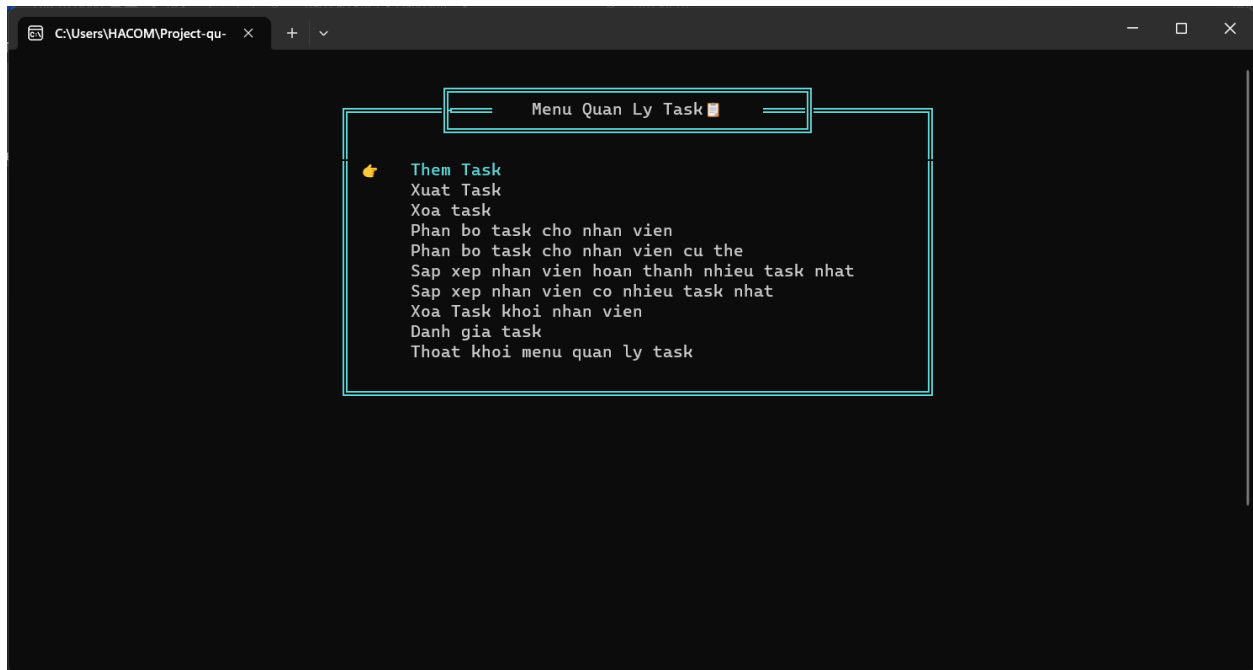 C:\Users\HACOM\Project-qu-
Menu Quan Ly Task📋
👉 Them Task
Xuat Task
Xoa task
Phan bo task cho nhan vien
Phan bo task cho nhan vien cu the
Sap xep nhan vien hoan thanh nhieu task nhat
Sap xep nhan vien co nhieu task nhat
Xoa Task khoi nhan vien
Danh gia task
Thoat khoi menu quan ly task